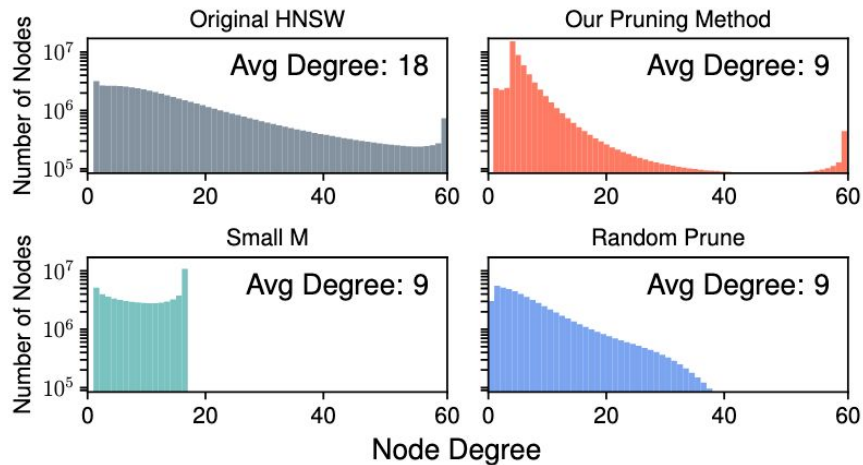 Original HNSW
Our Pruning Method
Number of Nodes
10^7
10^6
10^5
Avg Degree: 18
0 20 40 60
Avg Degree: 9
0 20 40 60
Small M
Random Prune
Number of Nodes
10^7
10^6
10^5
Avg Degree: 9
0 20 40 60
Avg Degree: 9
0 20 40 60
Node Degree